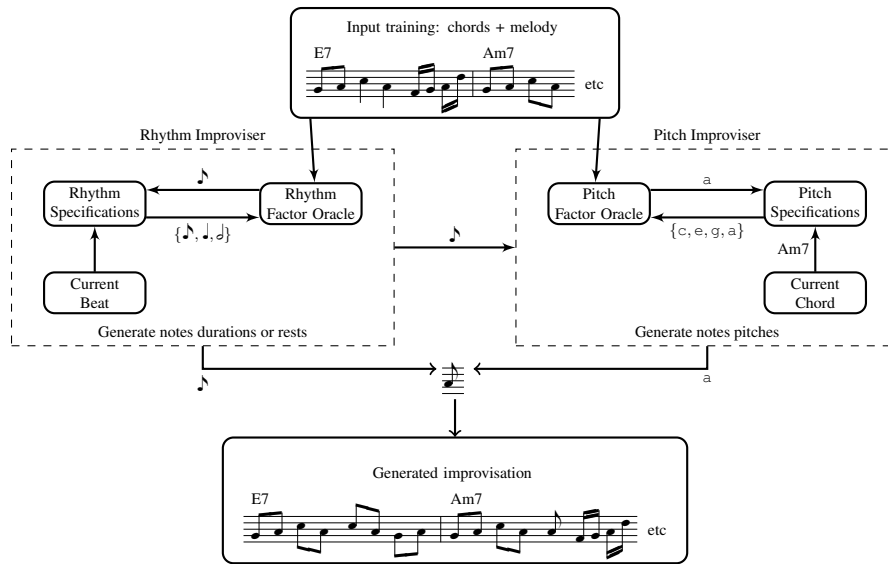 Input training: chords + melody
E7 Am7
etc
Rhythm Improviser
Pitch Improviser
Rhythm
Specifications
♪
Rhythm
Factor Oracle
{♪, ♩, 𝅗𝅥}
Current
Beat
Generate notes durations or rests
♪
Pitch
Factor Oracle
a
Pitch
Specifications
{c,e,g,a}
Am7
Current
Chord
Generate notes pitches
♪
a
Generated improvisation
E7 Am7
etc